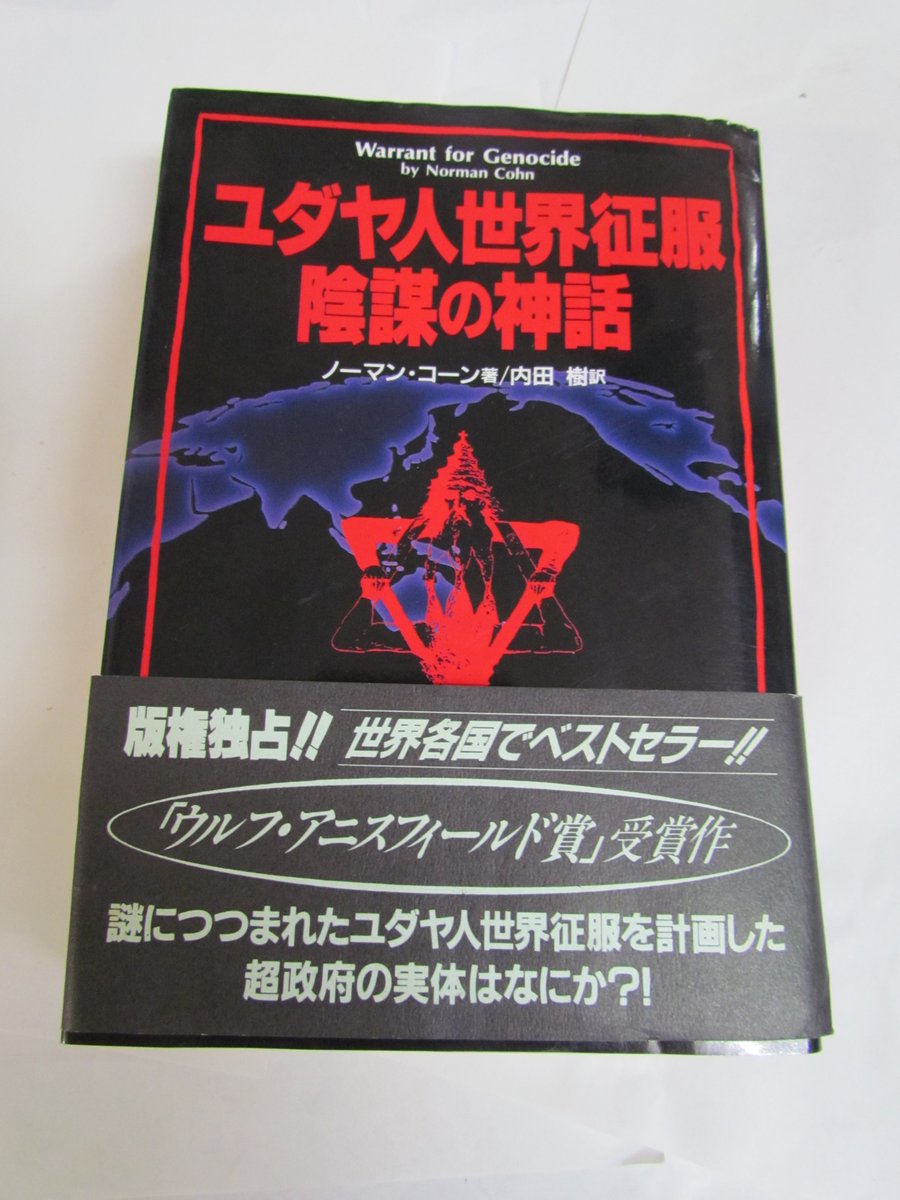 Warrant for Genocide
by Norman Cohn
ユダヤ人世界征服
陰謀の神話
ノーマン・コーン著/内田 樹訳
版権独占!! 世界各国でベストセラー!!
「ウルフ・アニスフィールド賞」受賞作
謎につつまれたユダヤ人世界征服を計画した
超政府の実体はなにか?!